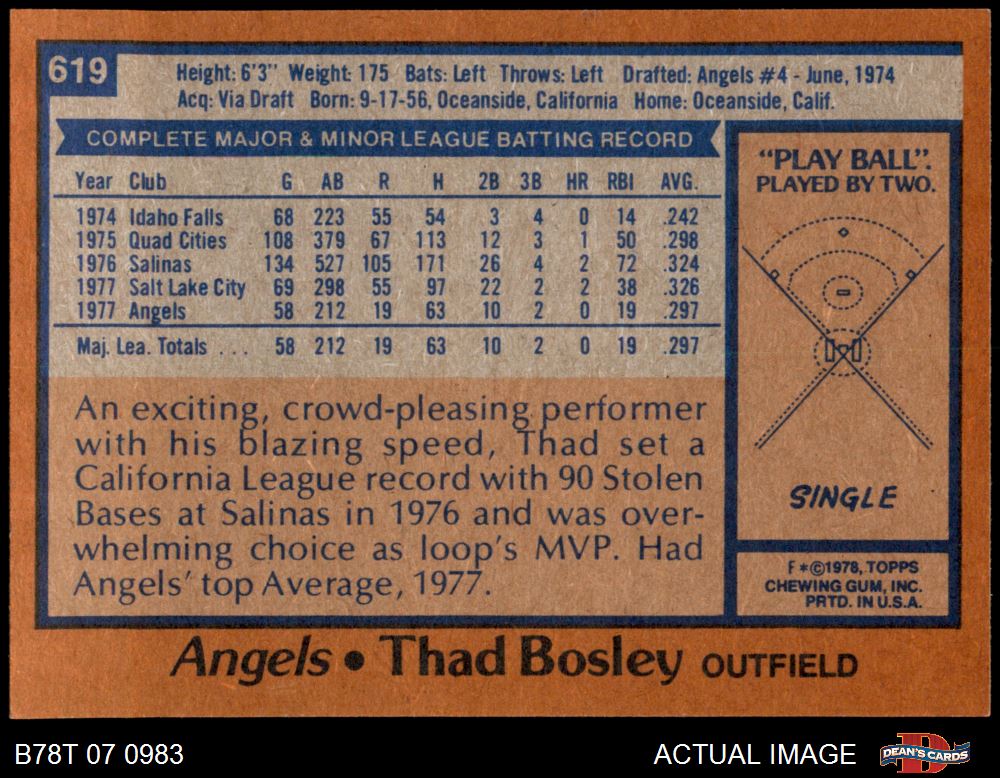 619
Height: 6'3" Weight: 175 Bats: Left Throws: Left Drafted: Angels #4 - June, 1974
Acq: Via Draft Born: 9-17-56, Oceanside, California Home: Oceanside, Calif.
COMPLETE MAJOR & MINOR LEAGUE BATTING RECORD
Year Club G AB R H 2B 3B HR RBI AVG.
1974 Idaho Falls 68 223 55 54 3 4 0 14 .242
1975 Quad Cities 108 379 67 113 12 3 1 50 .298
1976 Salinas 134 527 105 171 26 4 2 72 .324
1977 Salt Lake City 69 298 55 97 22 2 2 38 .326
1977 Angels 58 212 19 63 10 2 0 19 .297
Maj. Lea. Totals ... 58 212 19 63 10 2 0 19 .297
An exciting, crowd-pleasing performer
with his blazing speed, Thad set a
California League record with 90 Stolen
Bases at Salinas in 1976 and was over-
whelming choice as loop's MVP. Had
Angels' top Average, 1977.
"PLAY BALL".
PLAYED BY TWO.
SINGLE
F*©1978, TOPPS
CHEWING GUM, INC.
PRTD. IN U.S.A.
Angels • Thad Bosley OUTFIELD
B78T 07 0983 ACTUAL IMAGE
DEAN'S CARDS